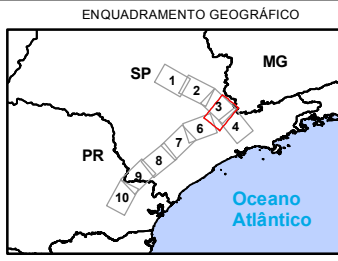 ENQUADRAMENTO GEOGRÁFICO
SP
MG
1
2
3
4
6
7
8
9
10
PR
Oceano
Atlântico